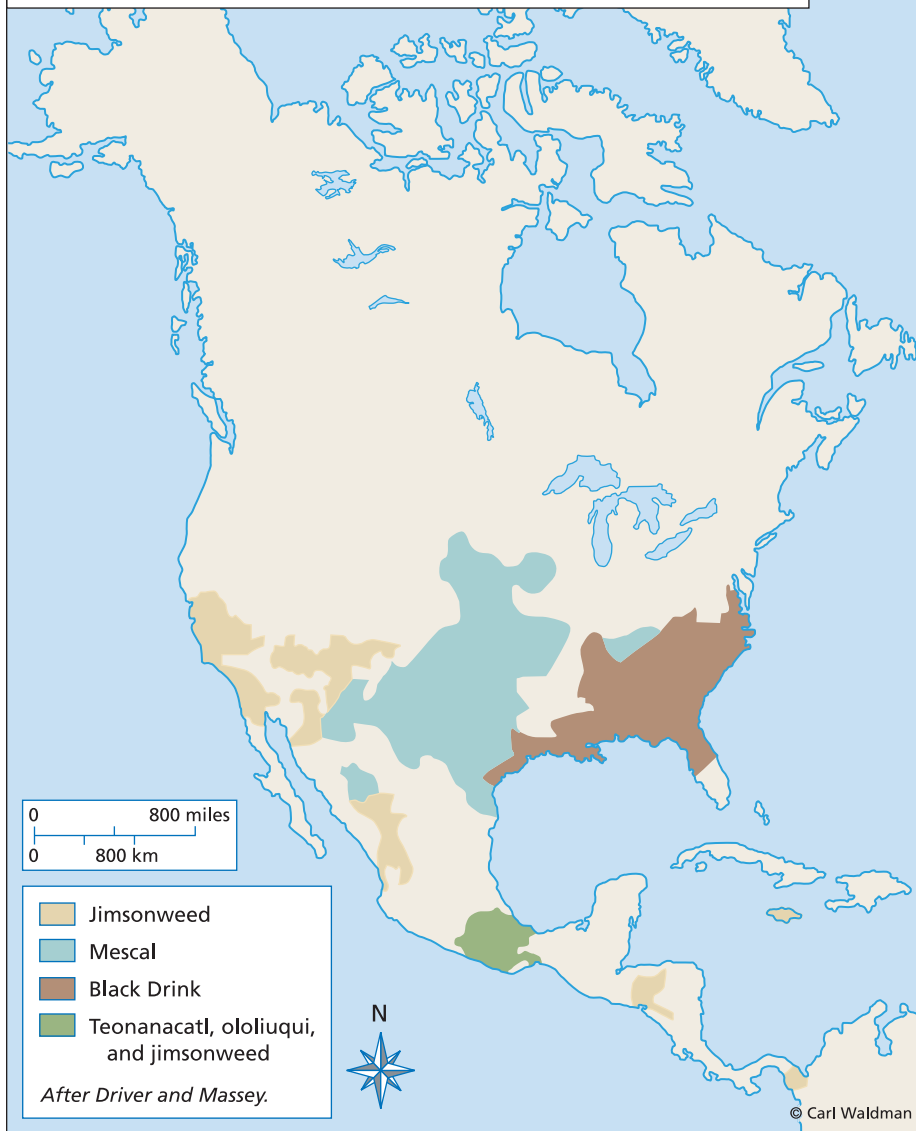 0 800 miles
0 800 km
Jimsonweed
Mescal
Black Drink
Teonanacatl, ololiuqui,
and jimsonweed
After Driver and Massey.
N
© Carl Waldman